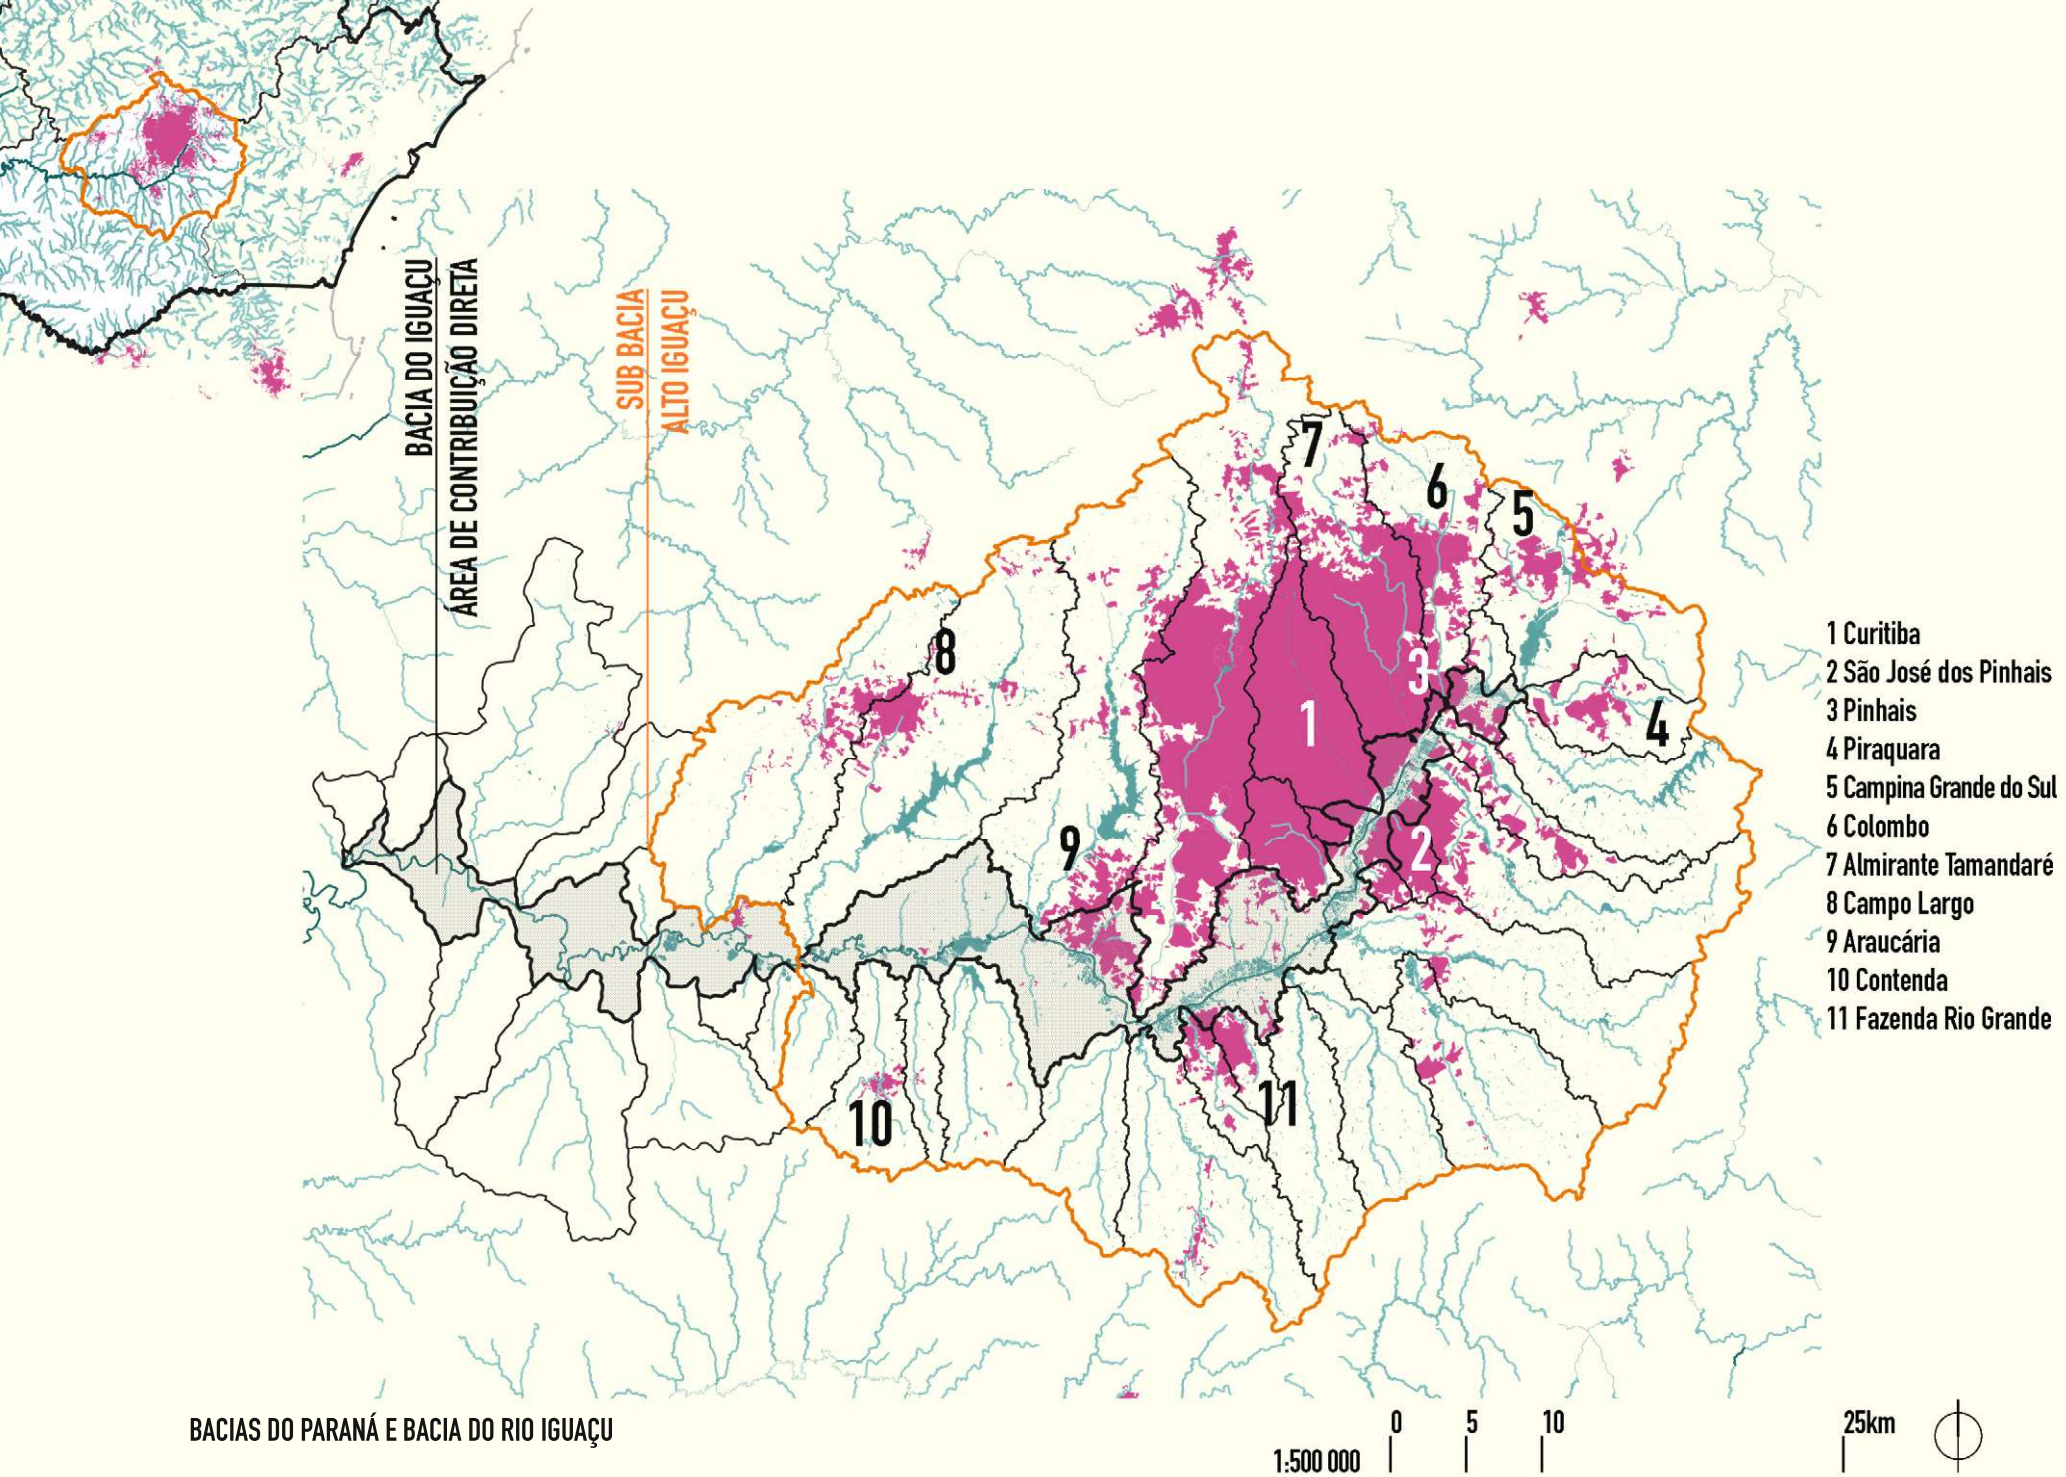 BACIA DO IGUAÇU
ÁREA DE CONTRIBUIÇÃO DIRETA
SUB BACIA
ALTO IGUAÇU
7
6
5
8
3
1
4
9
2
10
11
1 Curitiba
2 São José dos Pinhais
3 Pinhais
4 Piraquara
5 Campina Grande do Sul
6 Colombo
7 Almirante Tamandaré
8 Campo Largo
9 Araucária
10 Contenda
11 Fazenda Rio Grande
BACIAS DO PARANÁ E BACIA DO RIO IGUAÇU
1:500 000
0 5 10 25km